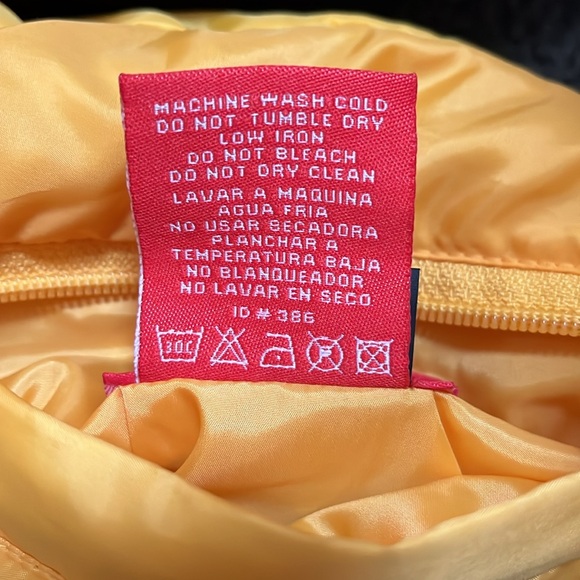 MACHINE WASH COLD
DO NOT TUMBLE DRY
LOW IRON
DO NOT BLEACH
DO NOT DRY CLEAN
LAVAR A MAQUINA
AGUA FRIA
NO USAR SECADORA
PLANCHAR A
TEMPERATURA BAJA
NO BLANQUEADOR
NO LAVAR EN SECO
ID # 386
30C P